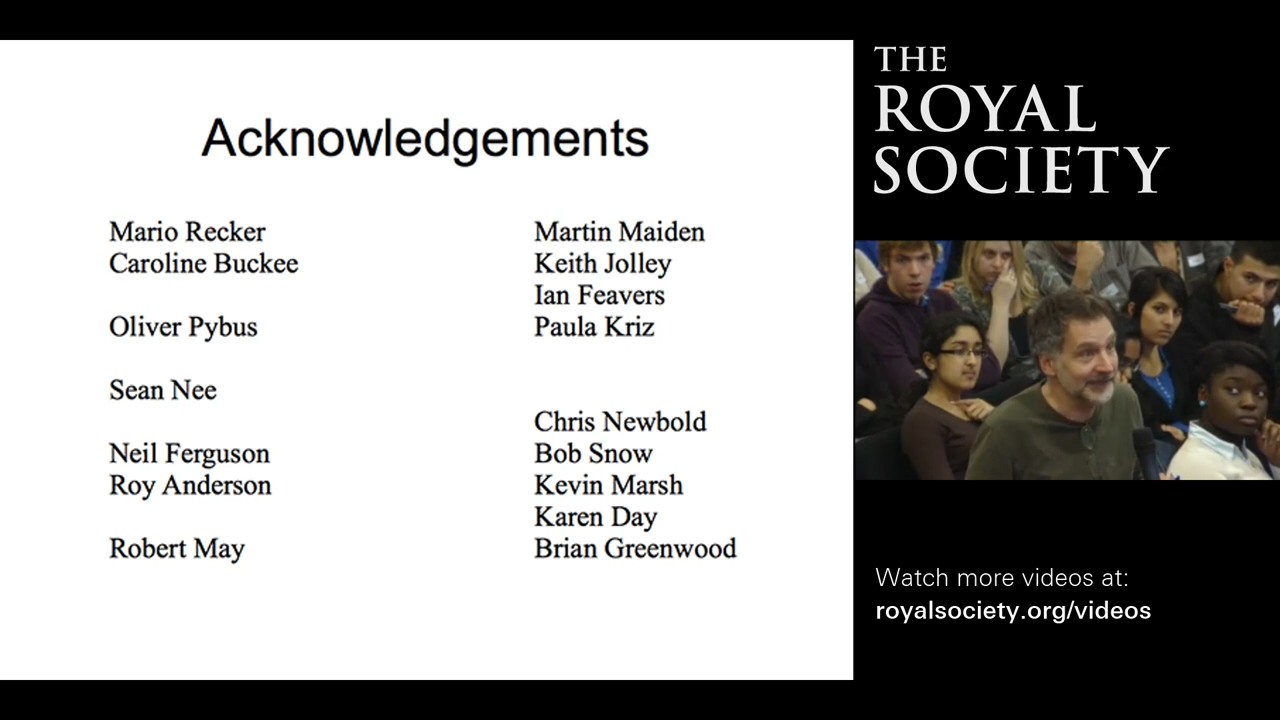 Acknowledgements
Mario Recker
Caroline Buckee
Oliver Pybus
Sean Nee
Neil Ferguson
Roy Anderson
Robert May
Martin Maiden
Keith Jolley
Ian Feavers
Paula Kriz
Chris Newbold
Bob Snow
Kevin Marsh
Karen Day
Brian Greenwood
THE
ROYAL
SOCIETY
Watch more videos at:
royalsociety.org/videos